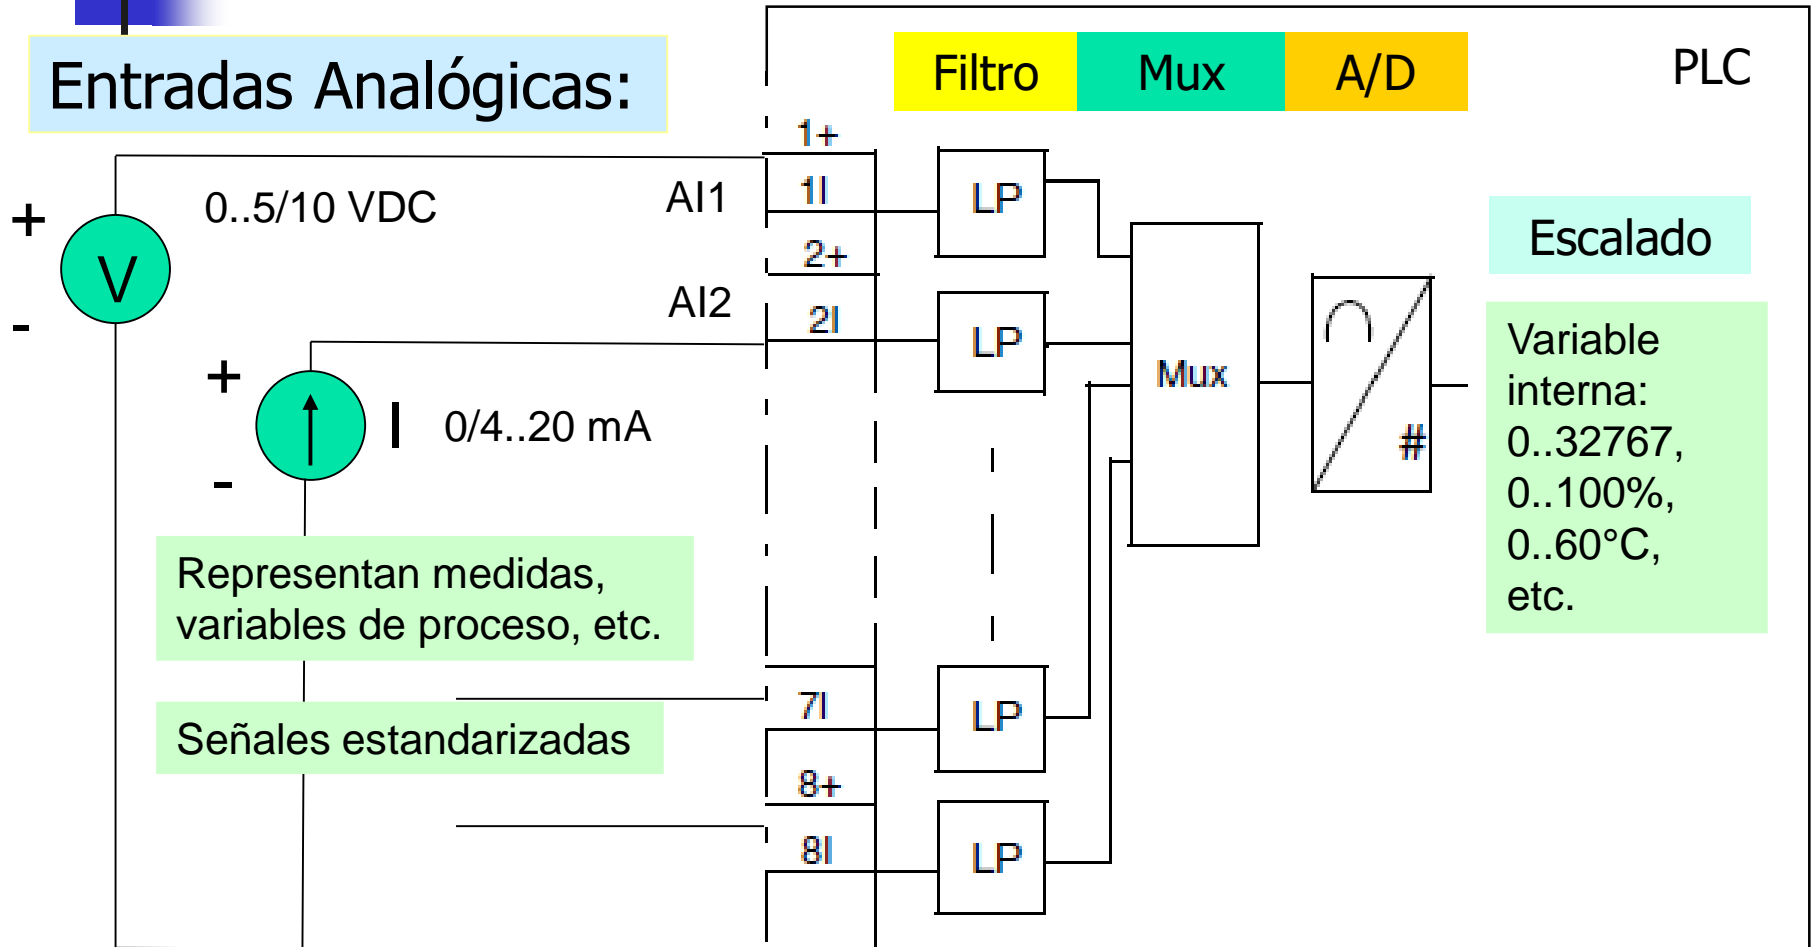 Entradas Analógicas:
Filtro Mux A/D
PLC
1+
+
0..5/10 VDC
AI1
1I
LP
V
2+
-
AI2
2I
LP
Escalado
Mux
#
Variable
interna:
0..32767,
0..100%,
0..60°C,
etc.
+
I
0/4..20 mA
-
Representan medidas,
variables de proceso, etc.
Señales estandarizadas
7I
LP
8+
8I
LP